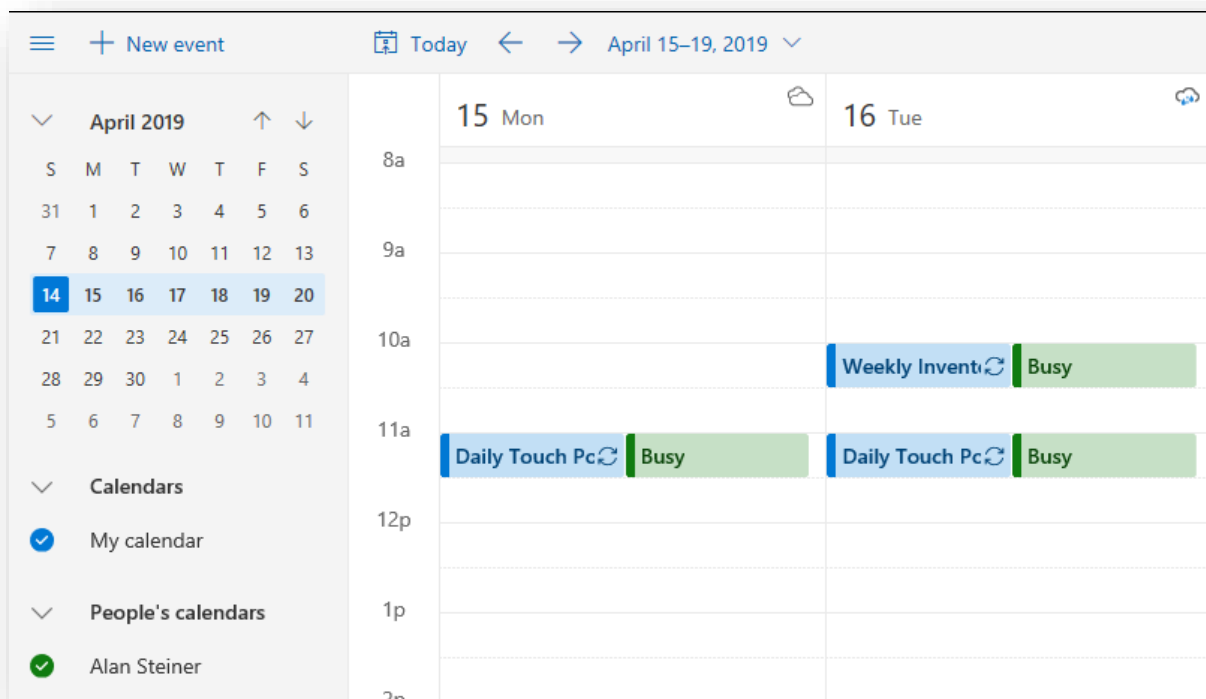 New event Today April 15–19, 2019
April 2019
S M T W T F S
31 1 2 3 4 5 6
7 8 9 10 11 12 13
14 15 16 17 18 19 20
21 22 23 24 25 26 27
28 29 30 1 2 3 4
5 6 7 8 9 10 11
Calendars
My calendar
People's calendars
Alan Steiner
15 Mon 16 Tue
8a
9a
10a
Weekly Invent Busy
11a
Daily Touch Po Busy Daily Touch Po Busy
12p
1p
2p